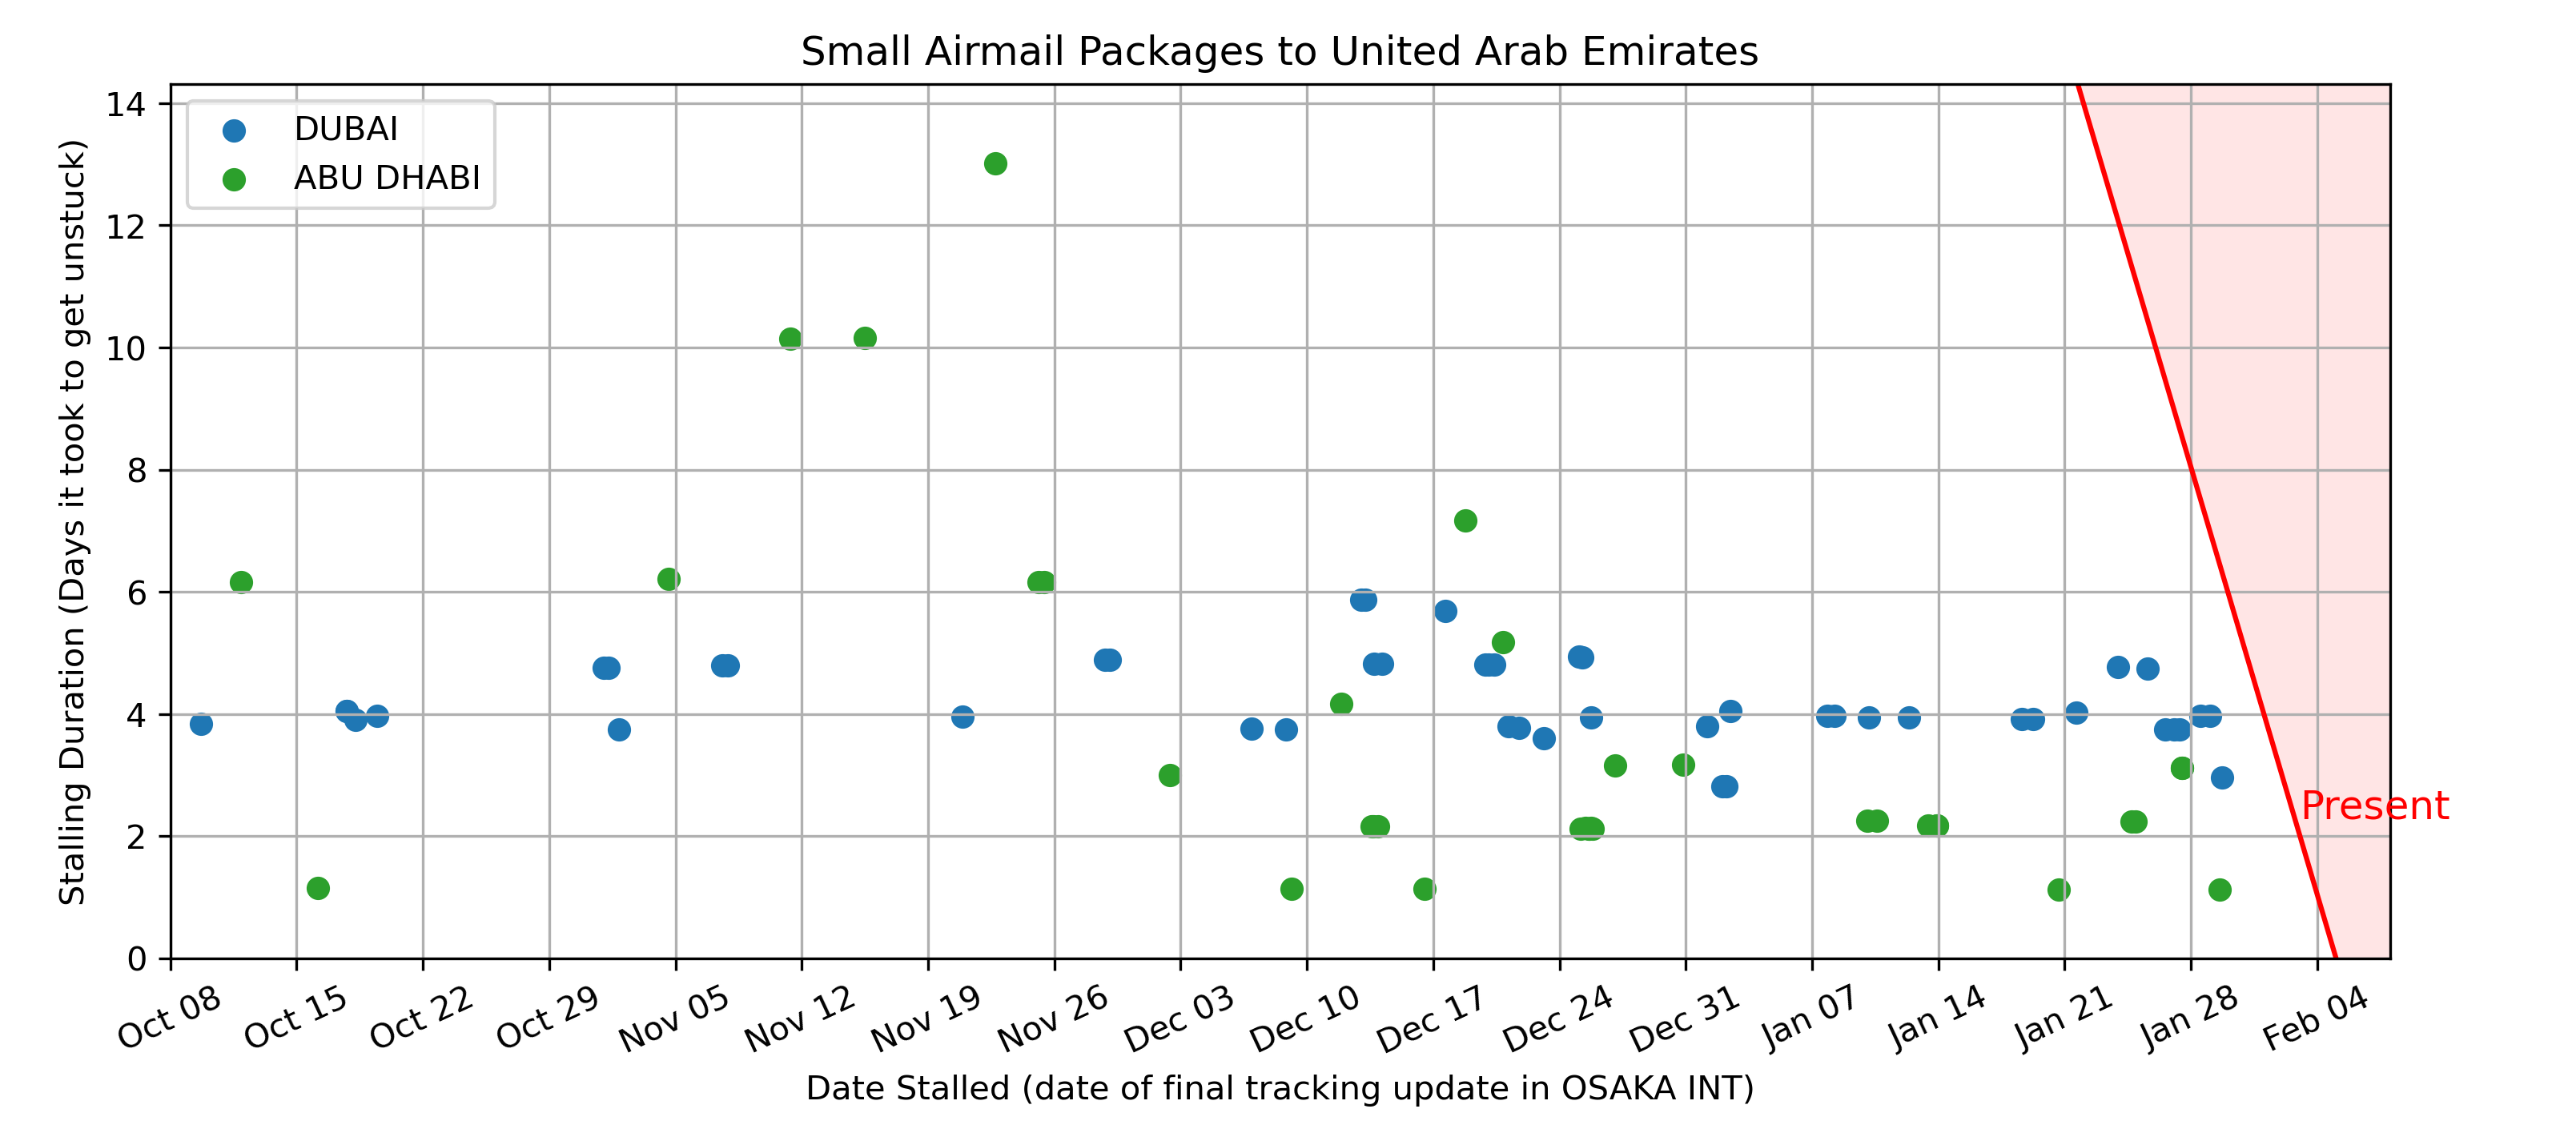 Small Airmail Packages to United Arab Emirates
DUBAI
ABU DHABI
Stalling Duration (Days it took to get unstuck)
14
12
10
8
6
4
2
0
Present
Oct 08
Oct 15
Oct 22
Oct 29
Nov 05
Nov 12
Nov 19
Nov 26
Dec 03
Dec 10
Dec 17
Dec 24
Dec 31
Jan 07
Jan 14
Jan 21
Jan 28
Feb 04
Date Stalled (date of final tracking update in OSAKA INT)